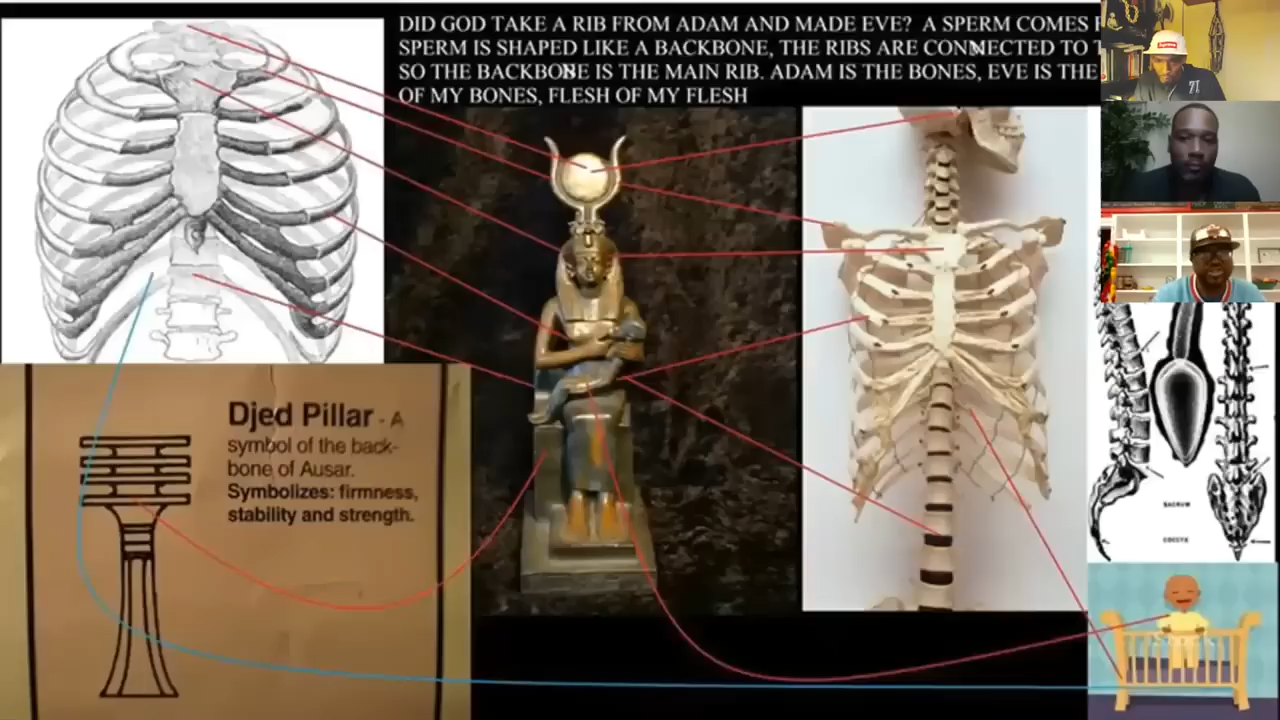 DID GOD TAKE A RIB FROM ADAM AND MADE EVE? A SPERM COMES
SPERM IS SHAPED LIKE A BACKBONE, THE RIBS ARE CONNECTED TO
SO THE BACKBONE IS THE MAIN RIB. ADAM IS THE BONES, EVE IS THE
OF MY BONES, FLESH OF MY FLESH
Djed Pillar - A
symbol of the back-
bone of Ausar.
Symbolizes: firmness,
stability and strength.
Supreme
SACRUM
COCCYX